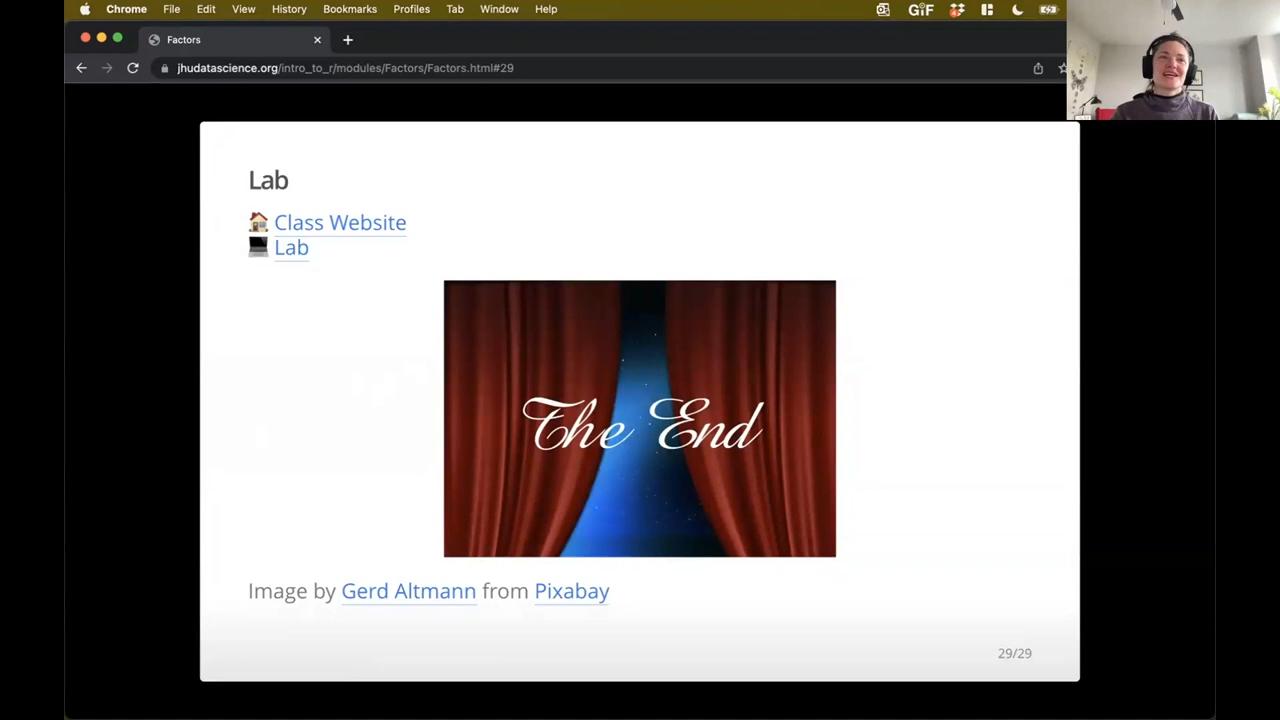 Chrome File Edit View History Bookmarks Profiles Tab Window Help GIF
Factors
jhudatascience.org/intro_to_r/modules/Factors/Factors.html#29
Lab
Class Website
Lab
The End
Image by Gerd Altmann from Pixabay
29/29